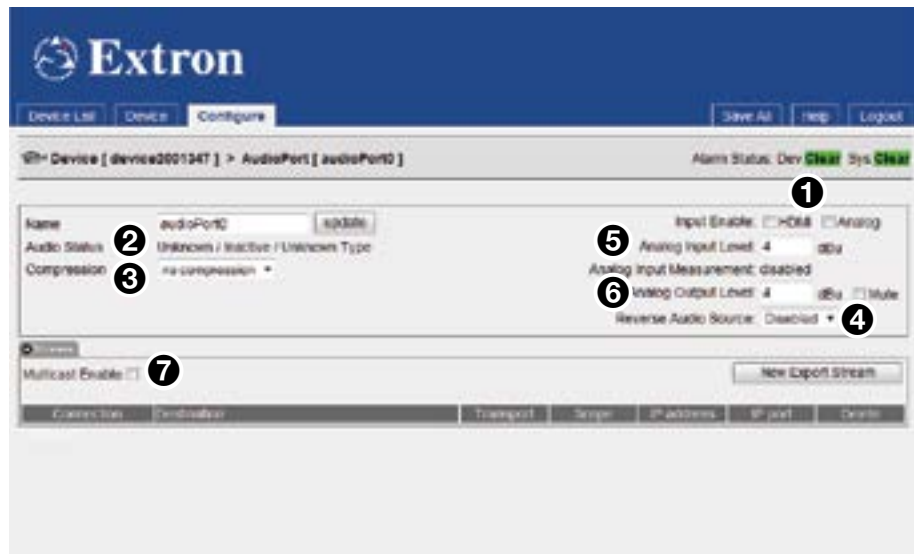 Extron
Device List Device Configure Save All Help Logout
Device [ device3001347 ] > AudioPort [ audioPort0 ] Alarm Status: Dev Clear Sys Clear
1
Name audioPort0 update Input Enable: HDMI Analog
Audio Status 2 Unknown / Inactive / Unknown Type 5 Analog Input Level: 4 dBu
Compression 3 no compression Analog Input Measurement: disabled
6 Analog Output Level: 4 dBu Mute
Reverse Audio Source: Disabled 4
Multicast Enable 7 New Export Stream
Connection Destination Transport Scope IP address IP port Delete